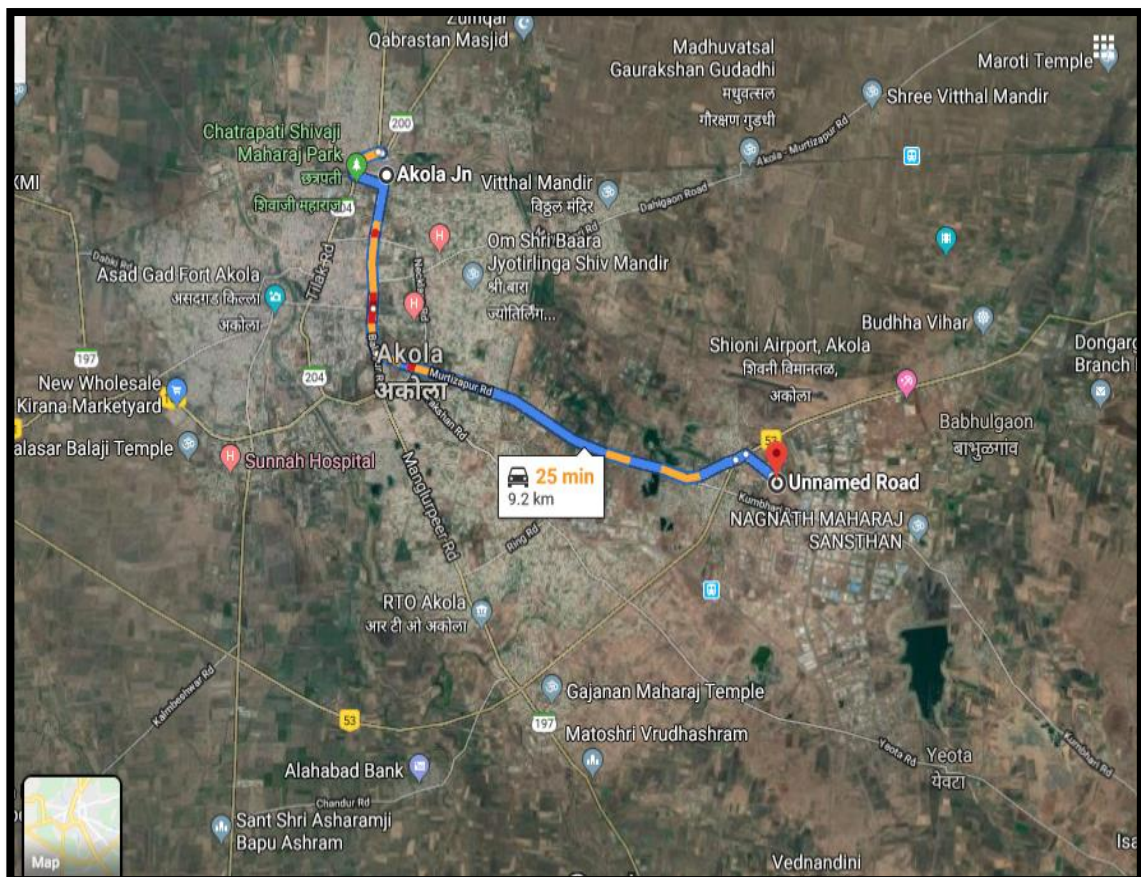 Zumqar
Qabrastan Masjid
Madhuvatsal
Gaurakshan Gudadhi
मधुवत्सल
गौरक्षण गुडधी
Maroti Temple
Shree Vitthal Mandir
200
Chatrapati Shivaji
Maharaj Park
छत्रपती
शिवाजी महाराज
Akola Jn
Akola - Murtizapur Rd
Vitthal Mandir
विठ्ठल मंदिर
Dahigaon Road
Om Shri Baara
Jyotirlinga Shiv Mandir
श्री बारा
ज्योतिर्लिंग...
H
H
Dabki Rd
Tilak Rd
Asad Gad Fort Akola
असदगड किल्ला
अकोला
Budhha Vihar
Shioni Airport, Akola
शिवनी विमानतळ,
अकोला
197
204
Akola
अकोला
Murtizapur Rd
New Wholesale
Kirana Marketyard
Babhulgaon
बाभुळगांव
53
alasar Balaji Temple
H
Sunnah Hospital
25 min
9.2 km
Unnamed Road
Manglurpeer Rd
Ring Rd
NAGNATH MAHARAJ
SANSTHAN
RTO Akola
आर टी ओ अकोला
Kalmbeshwar Rd
Gajanan Maharaj Temple
53
197
Matoshri Vrudhashram
Yeota Rd
Kumbhari Rd
Yeota
येवटा
Alahabad Bank
Chandur Rd
Sant Shri Asharamji
Bapu Ashram
Map
Vednandini